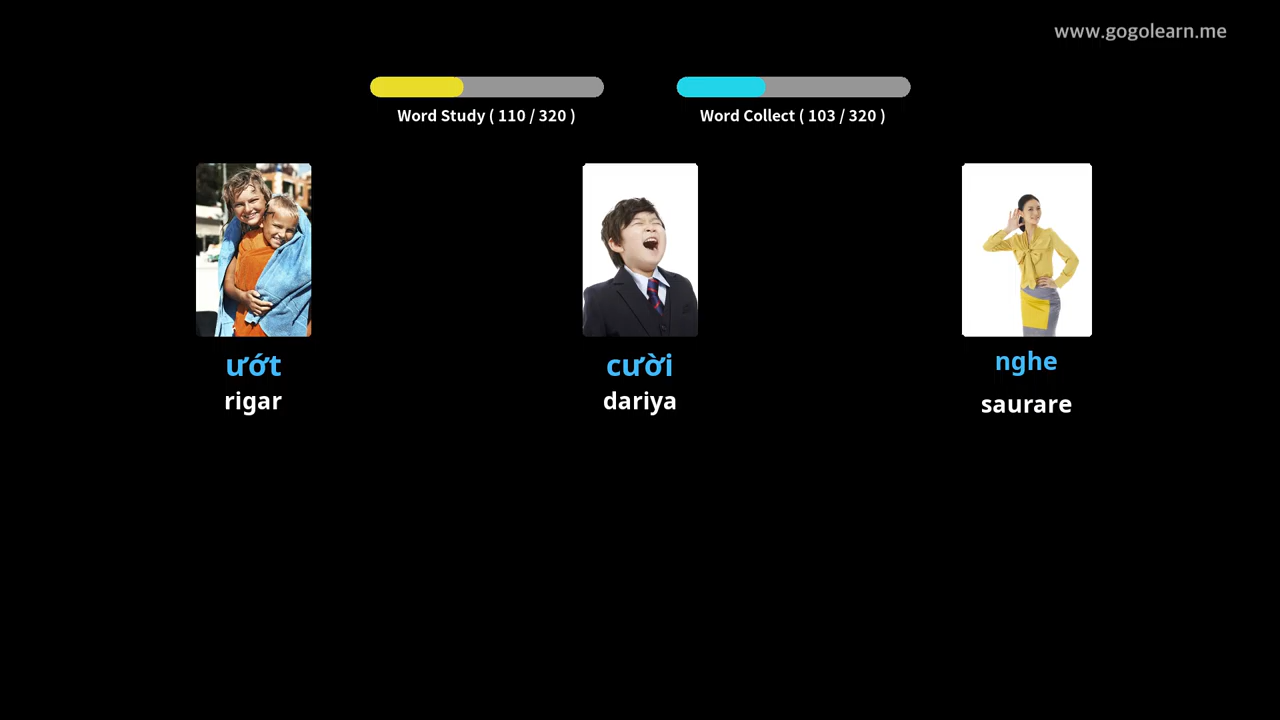 www.gogolearn.me
Word Study ( 110 / 320 )
Word Collect ( 103 / 320 )
ướt
rigar
cười
dariya
nghe
saurare